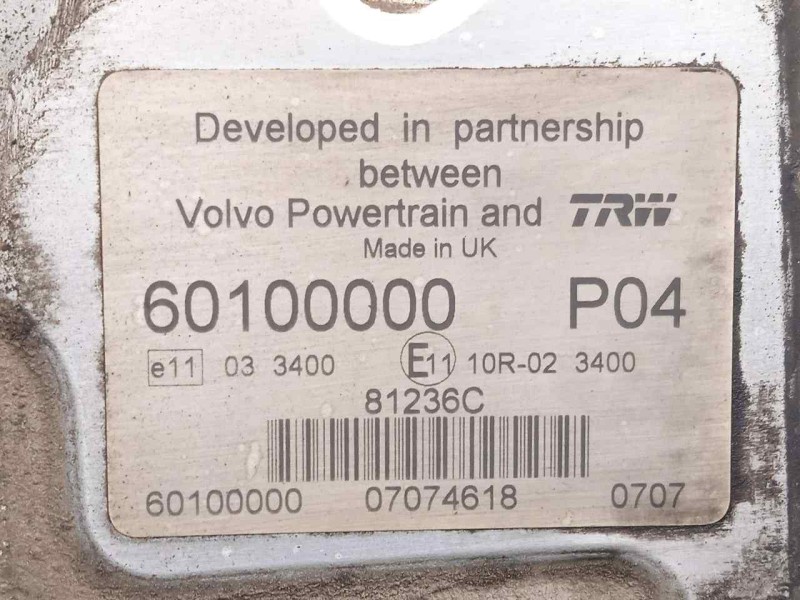 Developed in partnership
between
Volvo Powertrain and TRW
Made in UK
60100000 P04
e11 03 3400 E11 10R-02 3400
81236C
60100000 07074618 0707